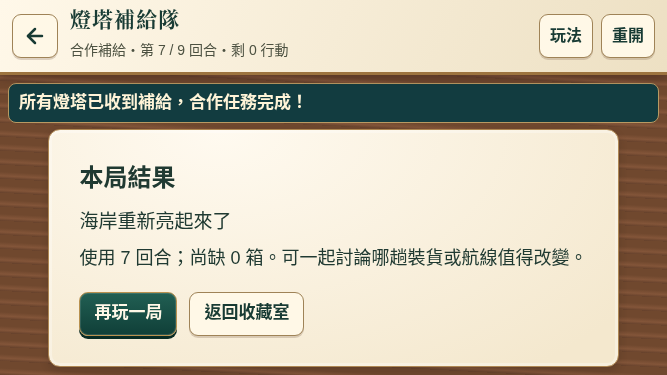 燈塔補給隊
合作補給・第 7 / 9 回合・剩 0 行動
玩法
重開
所有燈塔已收到補給，合作任務完成！
本局結果
海岸重新亮起來了
使用 7 回合；尚缺 0 箱。可一起討論哪趟裝貨或航線值得改變。
再玩一局
返回收藏室